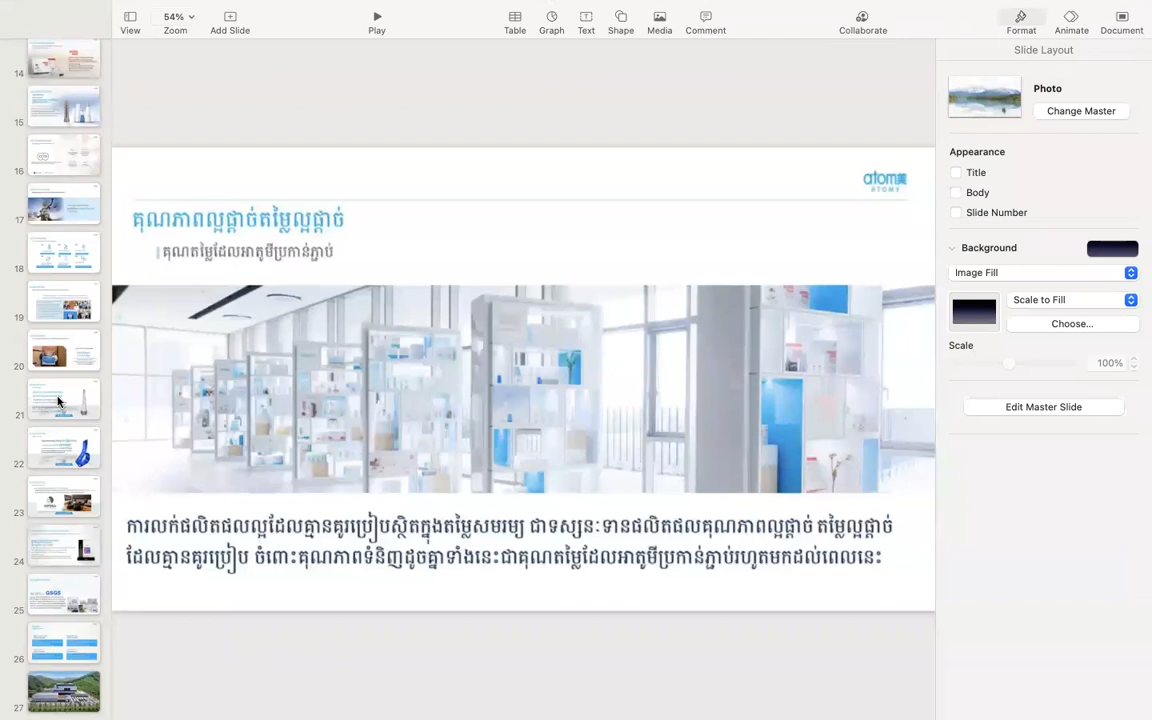 View
54%
Zoom
Add Slide
Play
Table
Graph
Text
Shape
Media
Comment
Collaborate
Format
Animate
Document
14
15
16
17
18
19
20
21
22
23
24
25
26
27
atom美
ATOMY
គុណភាពល្អផ្ដាច់តម្លៃល្អផ្ដាច់
គុណតម្លៃដែលអាតូមីប្រកាន់ភ្ជាប់
ការលក់ផលិតផលល្អដែលគ្មានគូរប្រៀបស្ថិតក្នុងតម្លៃសមរម្យ ជាទស្សនៈទានផលិតផលគុណភាពល្អផ្ដាច់ តម្លៃល្អផ្ដាច់
ដែលគ្មានគូរប្រៀប ចំពោះគុណភាពទំនិញដូចគ្នាទាំងនេះជាគុណតម្លៃដែលអាតូមីប្រកាន់ភ្ជាប់រហូតមកដល់ពេលនេះ
Slide Layout
Photo
Change Master
Appearance
Title
Body
Slide Number
Background
Image Fill
Scale to Fill
Choose...
Scale
100%
Edit Master Slide